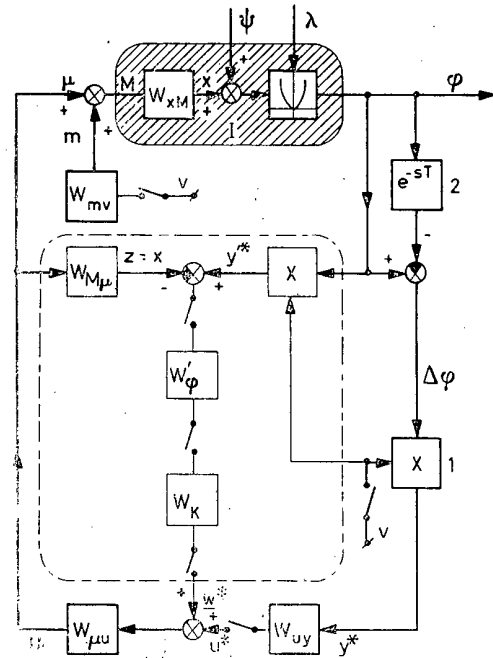 ψ λ
μ M W_xM x φ
+ + + +
m + I
W_mv v e^-sT 2
W_Mμ z = x y'* X + -
- +
W'_φ Δφ
X 1
W_K v
+ w*
W_μu + u* W_uy y*